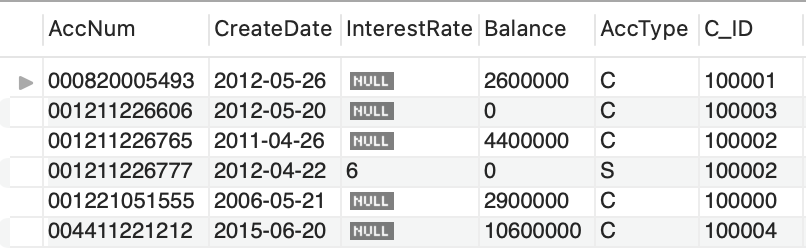 AccNum CreateDate InterestRate Balance AccType C_ID
000820005493 2012-05-26 NULL 2600000 C 100001
001211226606 2012-05-20 NULL 0 C 100003
001211226765 2011-04-26 NULL 4400000 C 100002
001211226777 2012-04-22 6 0 S 100002
001221051555 2006-05-21 NULL 2900000 C 100000
004411221212 2015-06-20 NULL 10600000 C 100004